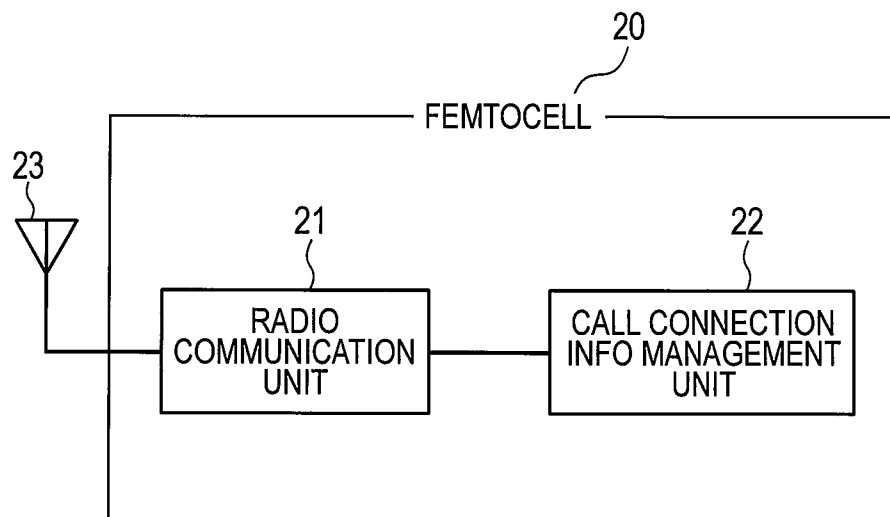 20
FEMTOCELL
23
21
22
RADIO
COMMUNICATION
UNIT
CALL CONNECTION
INFO MANAGEMENT
UNIT